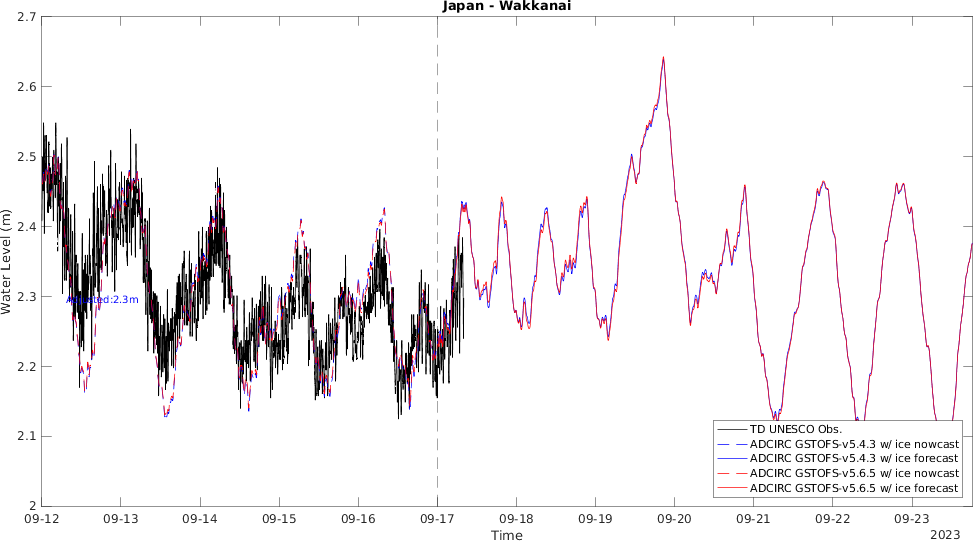 Japan - Wakkanai
2.7
2.6
2.5
2.4
2.3
2.2
2.1
2
Water Level (m)
Adjusted:2.3m
TD UNESCO Obs.
ADCIRC GSTOFS-v5.4.3 w/ ice nowcast
ADCIRC GSTOFS-v5.4.3 w/ ice forecast
ADCIRC GSTOFS-v5.6.5 w/ ice nowcast
ADCIRC GSTOFS-v5.6.5 w/ ice forecast
09-12 09-13 09-14 09-15 09-16 09-17 09-18 09-19 09-20 09-21 09-22 09-23
Time
2023